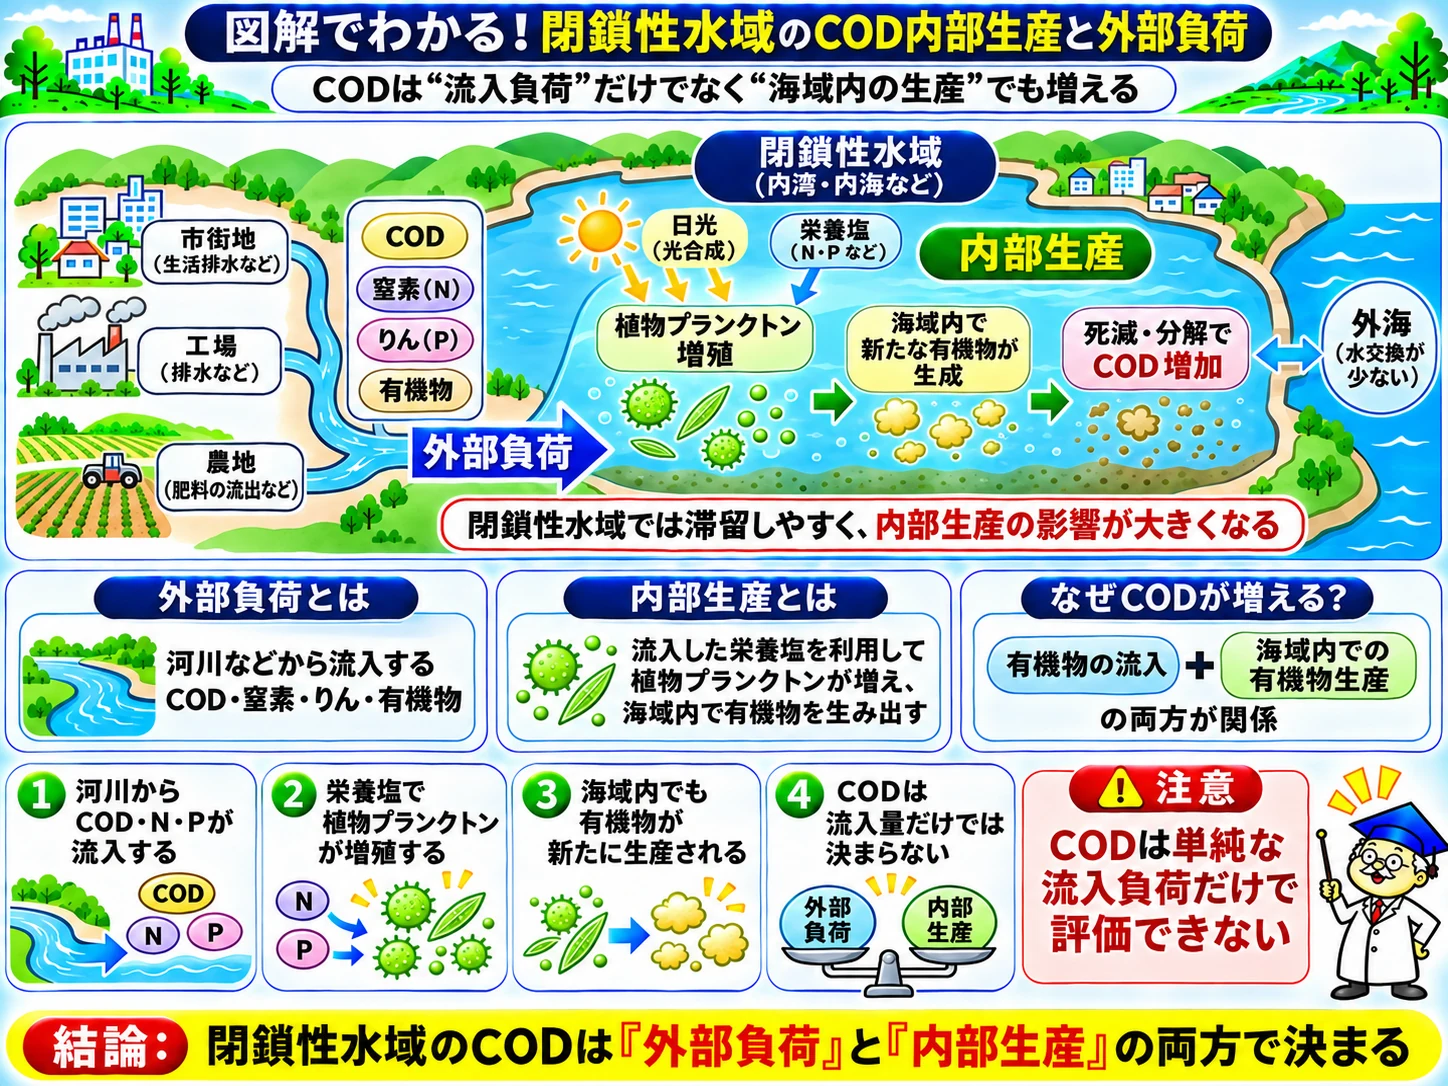 図解でわかる！閉鎖性水域のCOD内部生産と外部負荷
CODは“流入負荷”だけでなく“海域内の生産”でも増える
閉鎖性水域
（内湾・内海など）
市街地
（生活排水など）
工場
（排水など）
農地
（肥料の流出など）
COD
窒素（N）
りん（P）
有機物
外部負荷
日光
（光合成）
栄養塩
（N・Pなど）
内部生産
植物プランクトン
増殖
海域内で
新たな有機物が
生成
死滅・分解で
COD増加
外海
（水交換が
少ない）
閉鎖性水域では滞留しやすく、内部生産の影響が大きくなる
外部負荷とは
河川などから流入する
COD・窒素・りん・有機物
内部生産とは
流入した栄養塩を利用して
植物プランクトンが増え、
海域内で有機物を生み出す
なぜCODが増える？
有機物の流入
+
海域内での
有機物生産
の両方が関係
1 河川から
COD・N・Pが
流入する
COD
N
P
2 栄養塩で
植物プランクトン
が増殖する
N
P
3 海域内でも
有機物が
新たに生産される
4 CODは
流入量だけでは
決まらない
外部
負荷
内部
生産
注意
CODは単純な
流入負荷だけで
評価できない
結論： 閉鎖性水域のCODは『外部負荷』と『内部生産』の両方で決まる